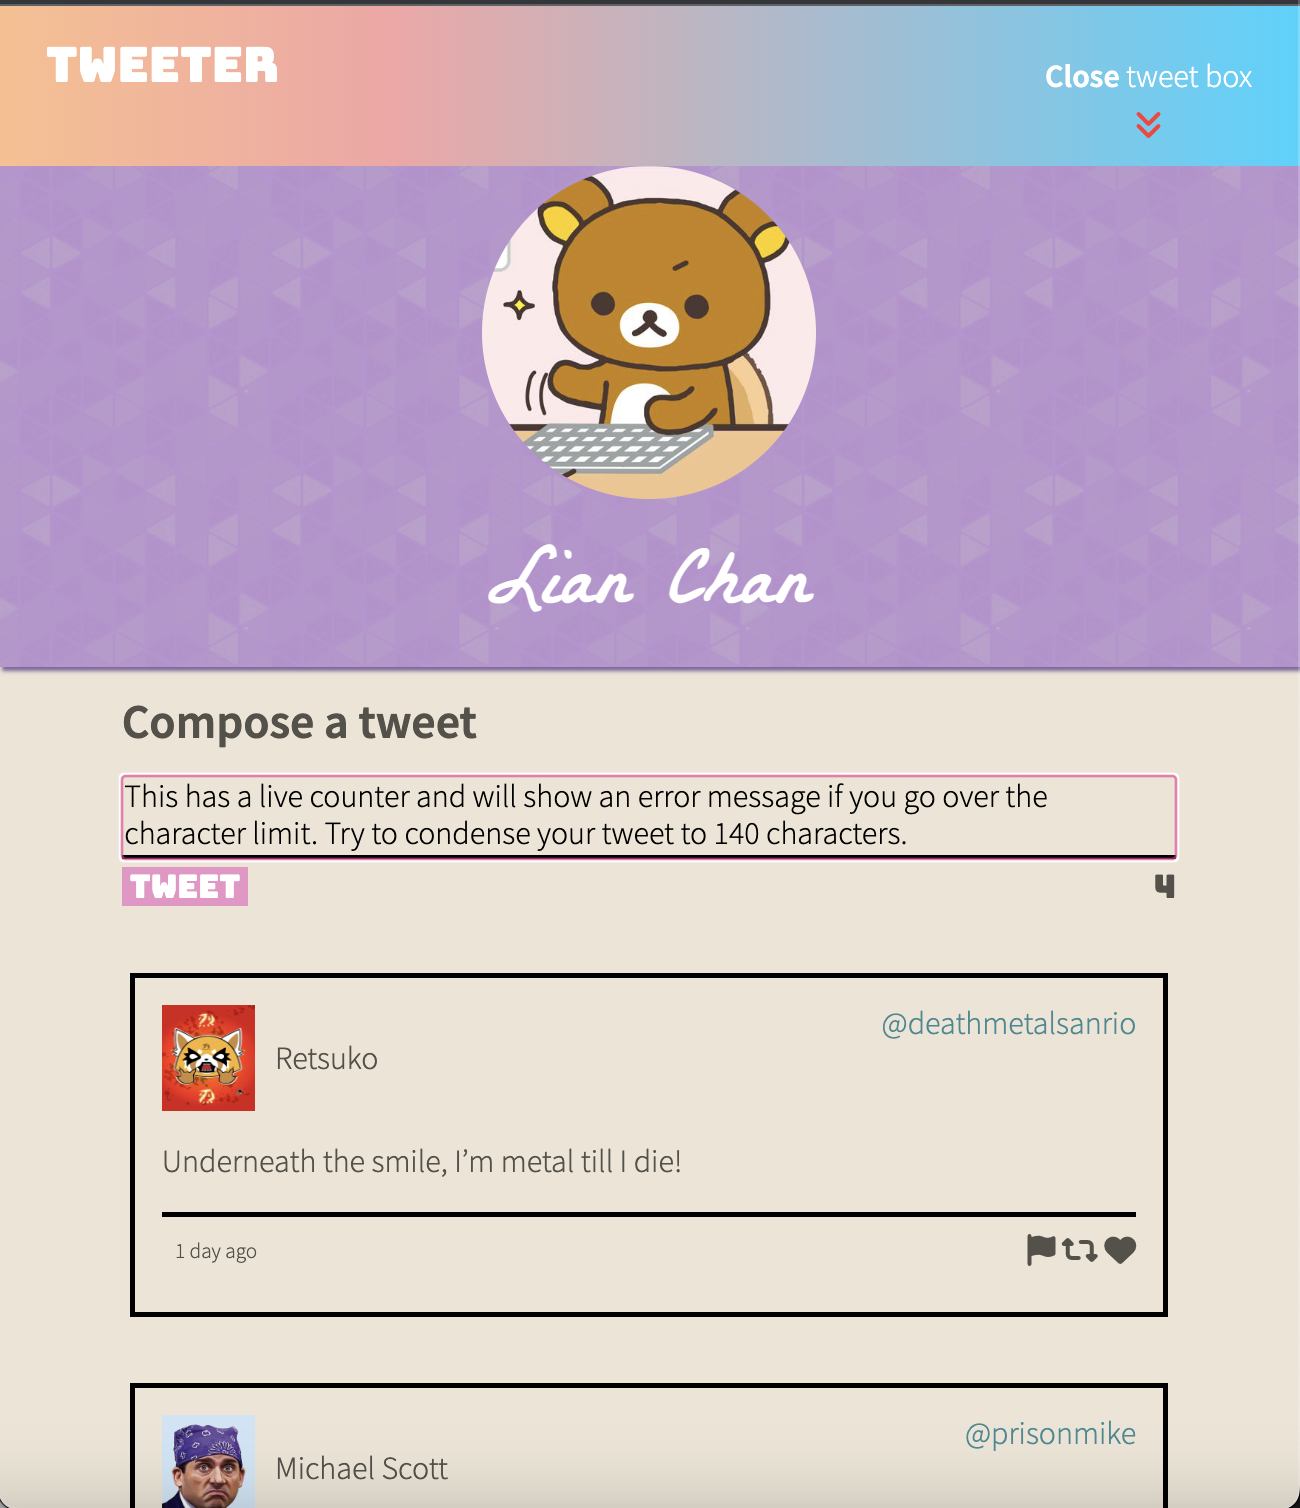 TWEETER
Close tweet box
Lian Chan
Compose a tweet
This has a live counter and will show an error message if you go over the
character limit. Try to condense your tweet to 140 characters.
TWEET
4
Retsuko
@deathmetalsanrio
Underneath the smile, I’m metal till I die!
1 day ago
Michael Scott
@prisonmike